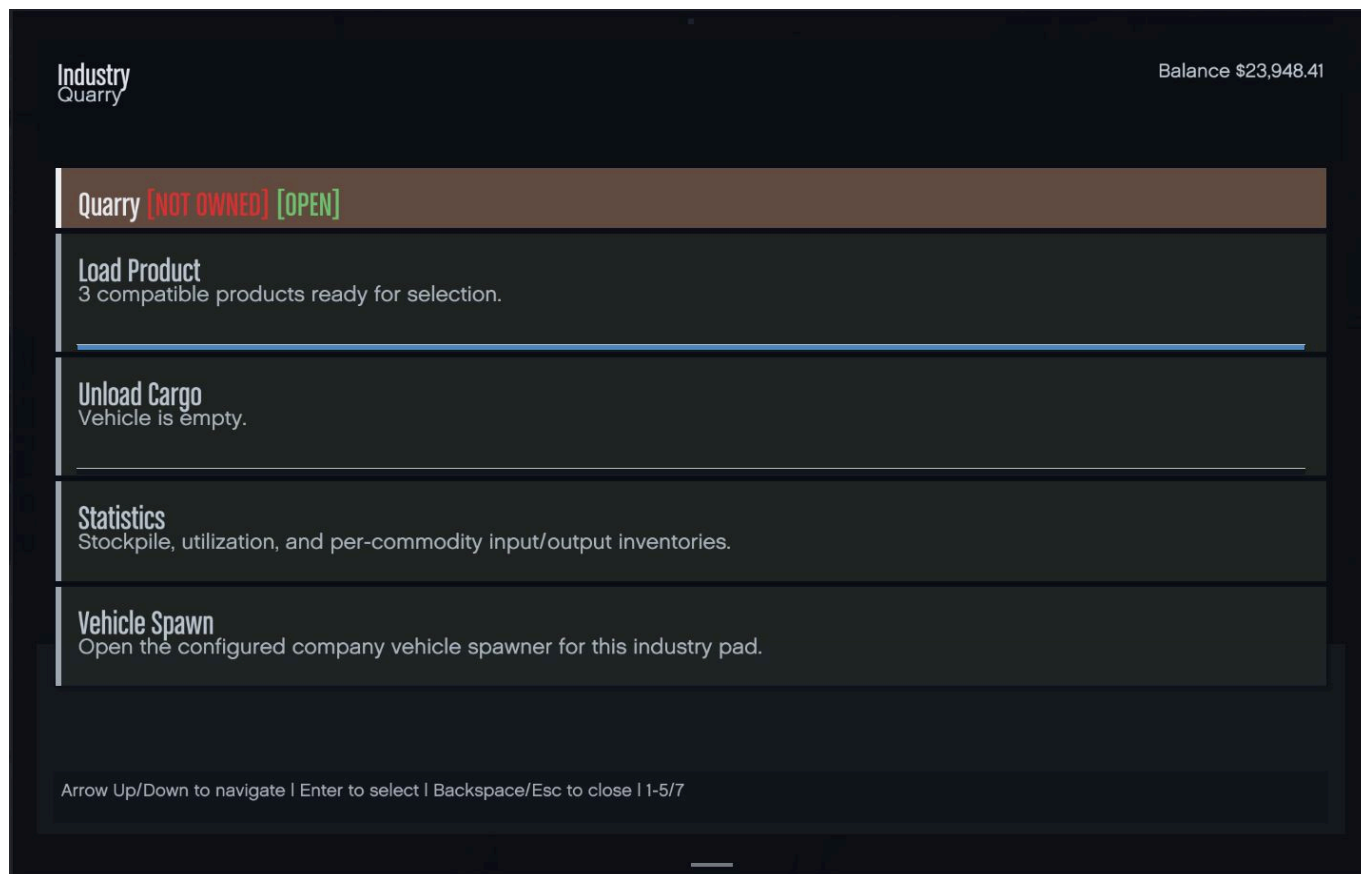 Industry
Quarry
Balance $23,948.41
Quarry [NOT OWNED] [OPEN]
Load Product
3 compatible products ready for selection.
Unload Cargo
Vehicle is empty.
Statistics
Stockpile, utilization, and per-commodity input/output inventories.
Vehicle Spawn
Open the configured company vehicle spawner for this industry pad.
Arrow Up/Down to navigate | Enter to select | Backspace/Esc to close | 1-5/7